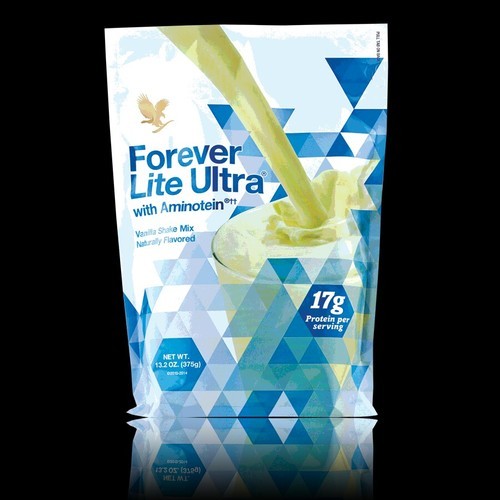 Forever
Lite Ultra®
with Aminotein®††
Vanilla Shake Mix
Naturally Flavored
17g
Protein per
serving
NET WT.
13.2 OZ. (375g)